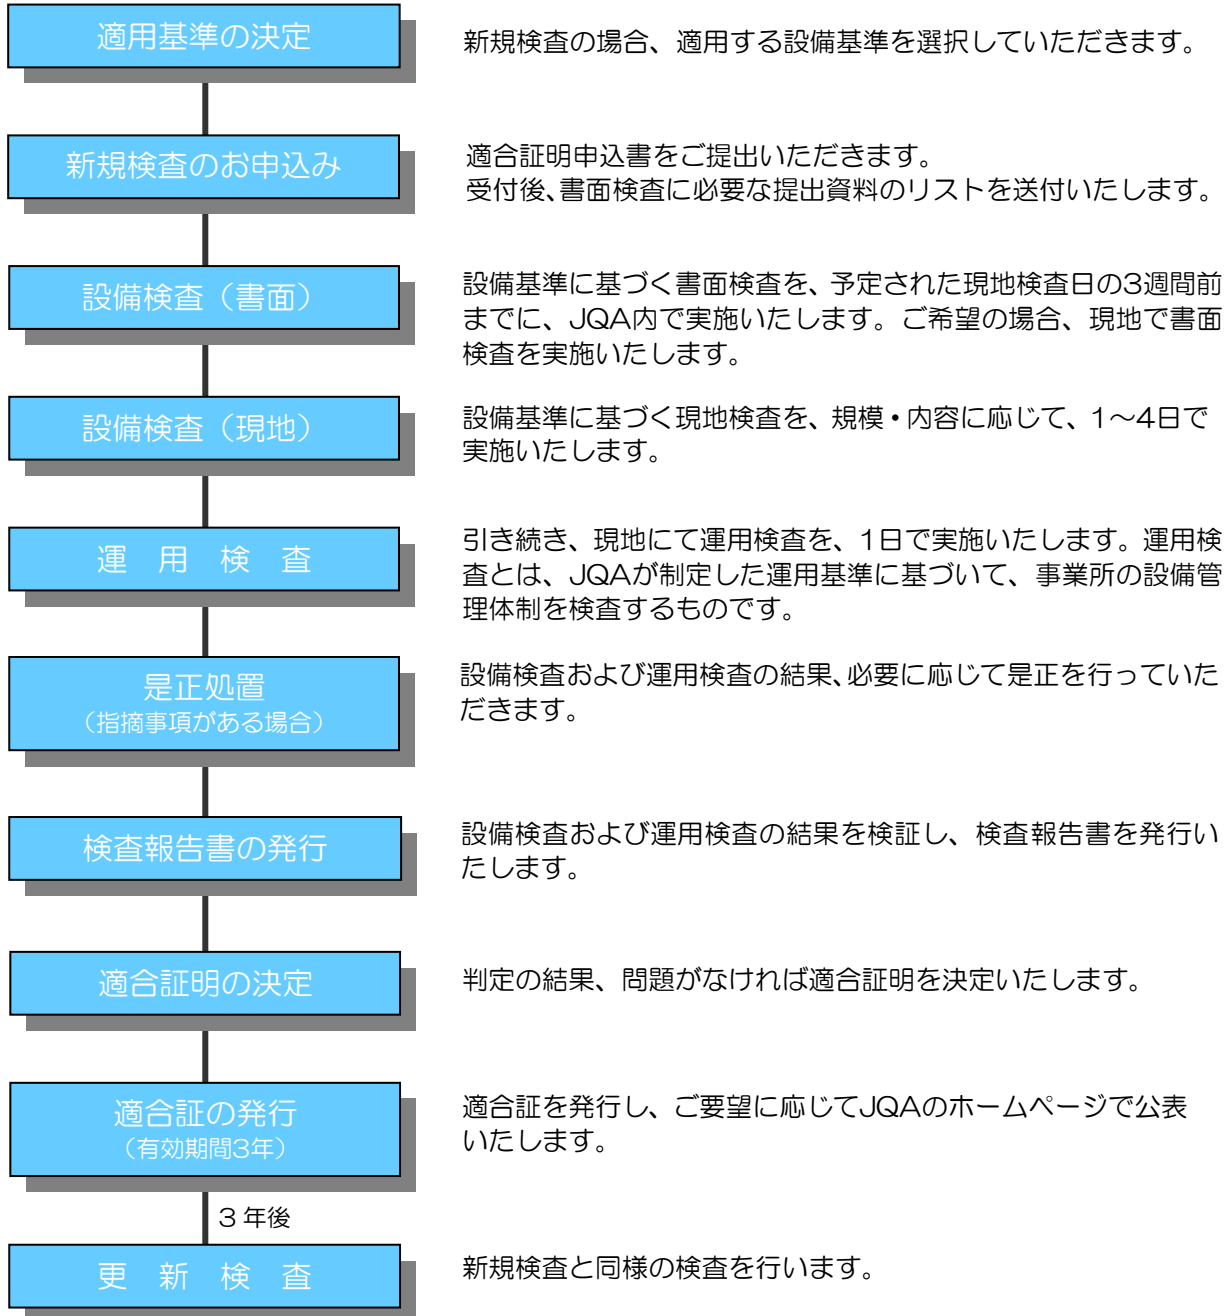 適用基準の決定
新規検査の場合、適用する設備基準を選択していただきます。
新規検査のお申込み
適合証明申込書をご提出いただきます。
受付後、書面検査に必要な提出資料のリストを送付いたします。
設備検査（書面）
設備基準に基づく書面検査を、予定された現地検査日の3週間前
までに、JQA内で実施いたします。ご希望の場合、現地で書面
検査を実施いたします。
設備検査（現地）
設備基準に基づく現地検査を、規模・内容に応じて、1～4日で
実施いたします。
運　用　検　査
引き続き、現地にて運用検査を、1日で実施いたします。運用検
査とは、JQAが制定した運用基準に基づいて、事業所の設備管
理体制を検査するものです。
是正処置
（指摘事項がある場合）
設備検査および運用検査の結果、必要に応じて是正を行っていた
だきます。
検査報告書の発行
設備検査および運用検査の結果を検証し、検査報告書を発行い
たします。
適合証明の決定
判定の結果、問題がなければ適合証明を決定いたします。
適合証の発行
（有効期間3年）
適合証を発行し、ご要望に応じてJQAのホームページで公表
いたします。
3 年後
更　新　検　査
新規検査と同様の検査を行います。